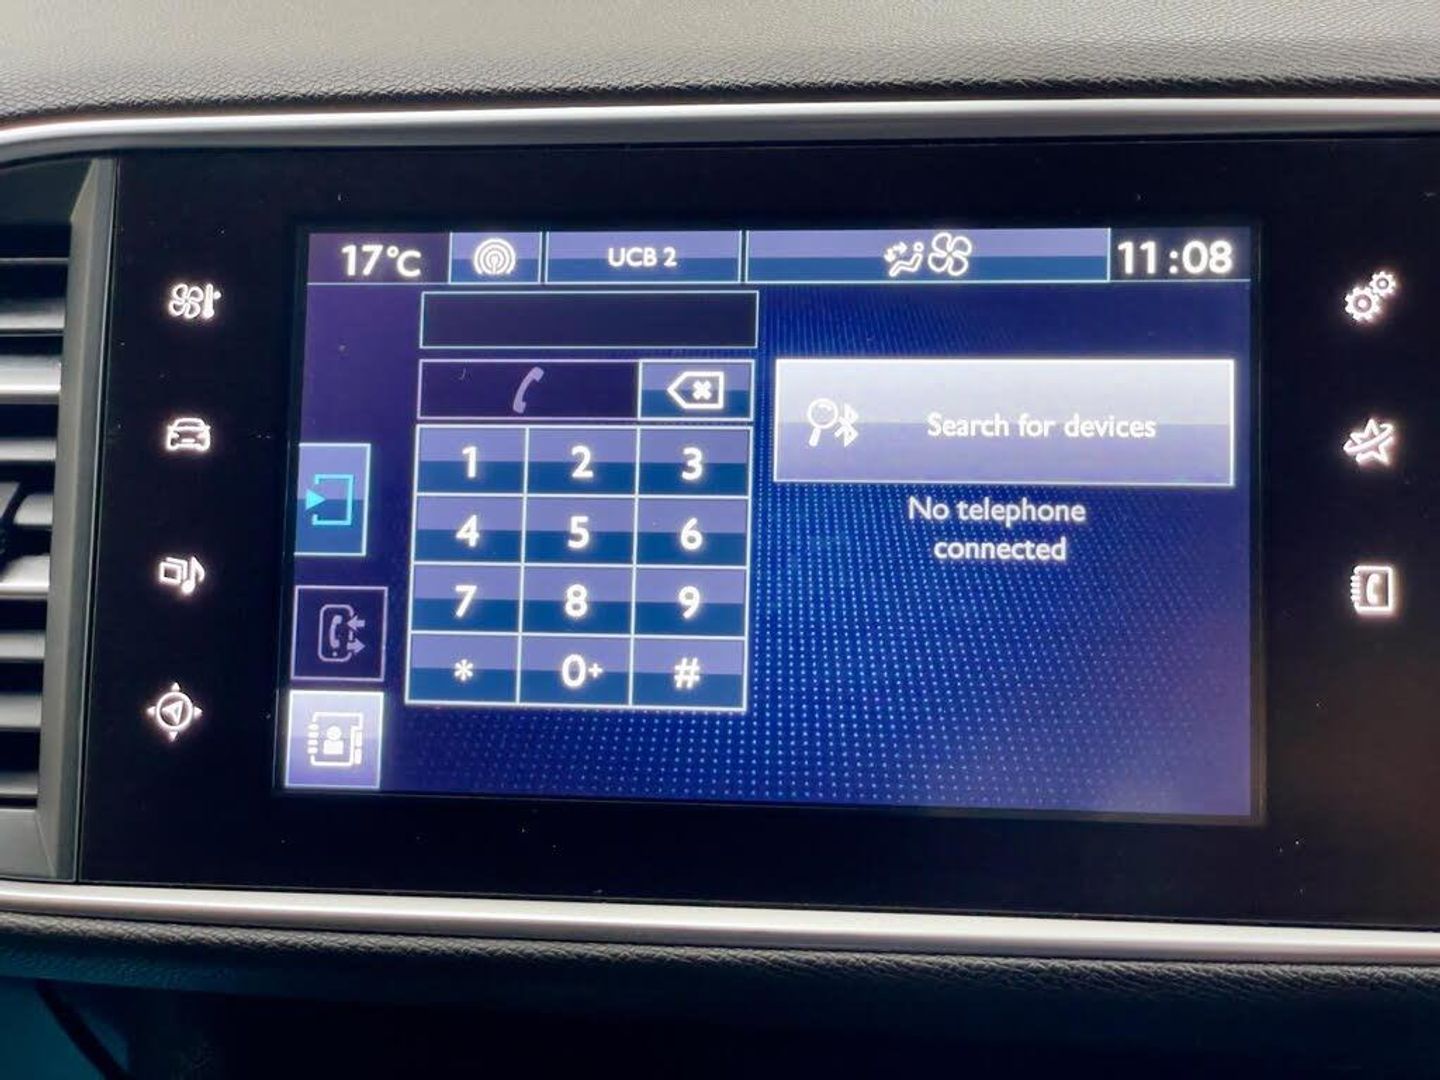 17°C UCB 2 11:08
Search for devices
No telephone
connected
1 2 3
4 5 6
7 8 9
* 0+ #